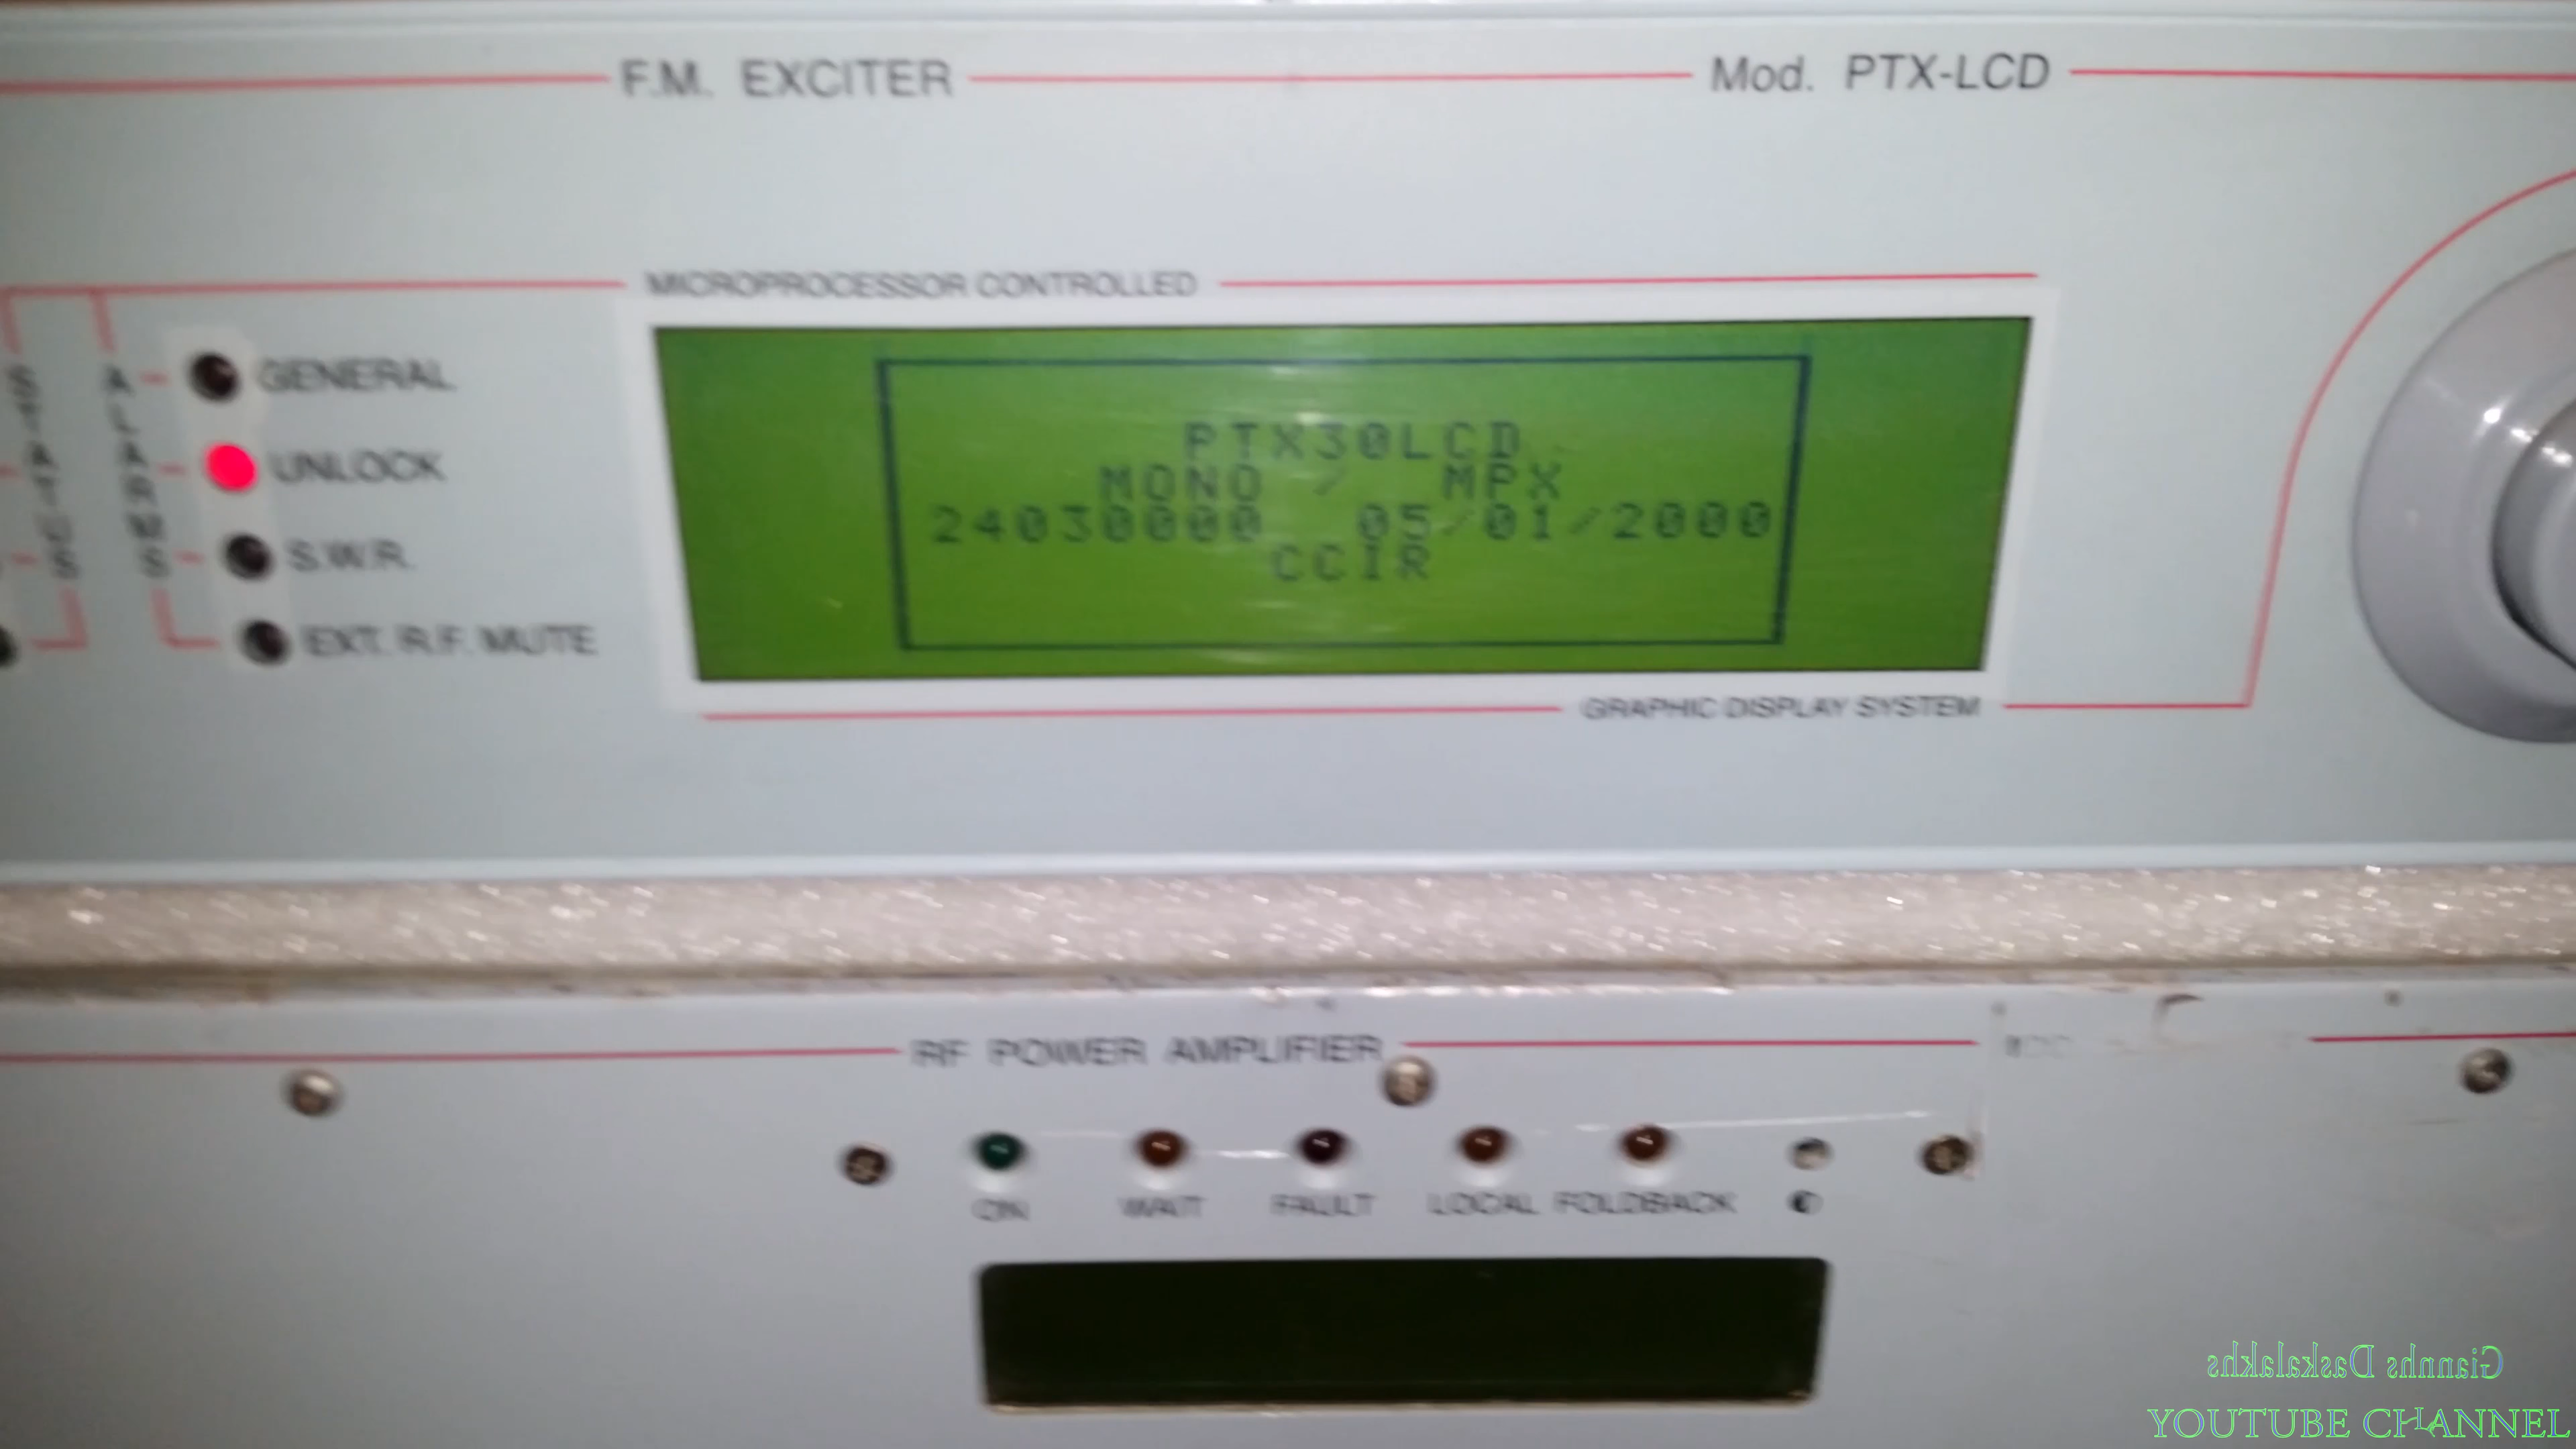 F.M. EXCITER
Mod. PTX-LCD
MICROPROCESSOR CONTROLLED
STATUS
ALARMS
GENERAL
UNLOCK
S.W.R.
EXT. R.F. MUTE
PTX30LCD
MONO / MPX
24030000 05/01/2000
CCIR
GRAPHIC DISPLAY SYSTEM
RF POWER AMPLIFIER
ON WAIT FAULT LOCAL FOLDBACK
Giannhs Daskalakhs
YOUTUBE CHANNEL